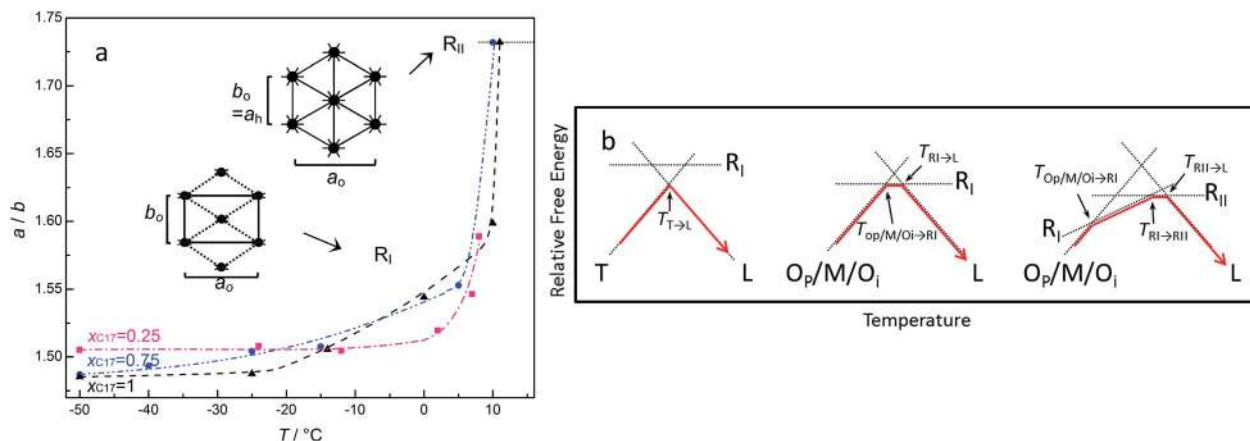 a
a / b
1.75
1.70
1.65
1.60
1.55
1.50
-50
-40
-30
-20
-10
0
10
T / °C
R_II
b_o
=a_h
a_o
b_o
a_o
R_I
x_C17=0.25
x_C17=0.75
x_C17=1
b
Relative Free Energy
Temperature
R_I
T_T→L
T
L
T_RI→L
R_I
T_op/M/Oi→RI
O_P/M/O_i
L
T_Op/M/Oi→RI
T_RII→L
R_II
R_I
T_RI→RII
O_P/M/O_i
L